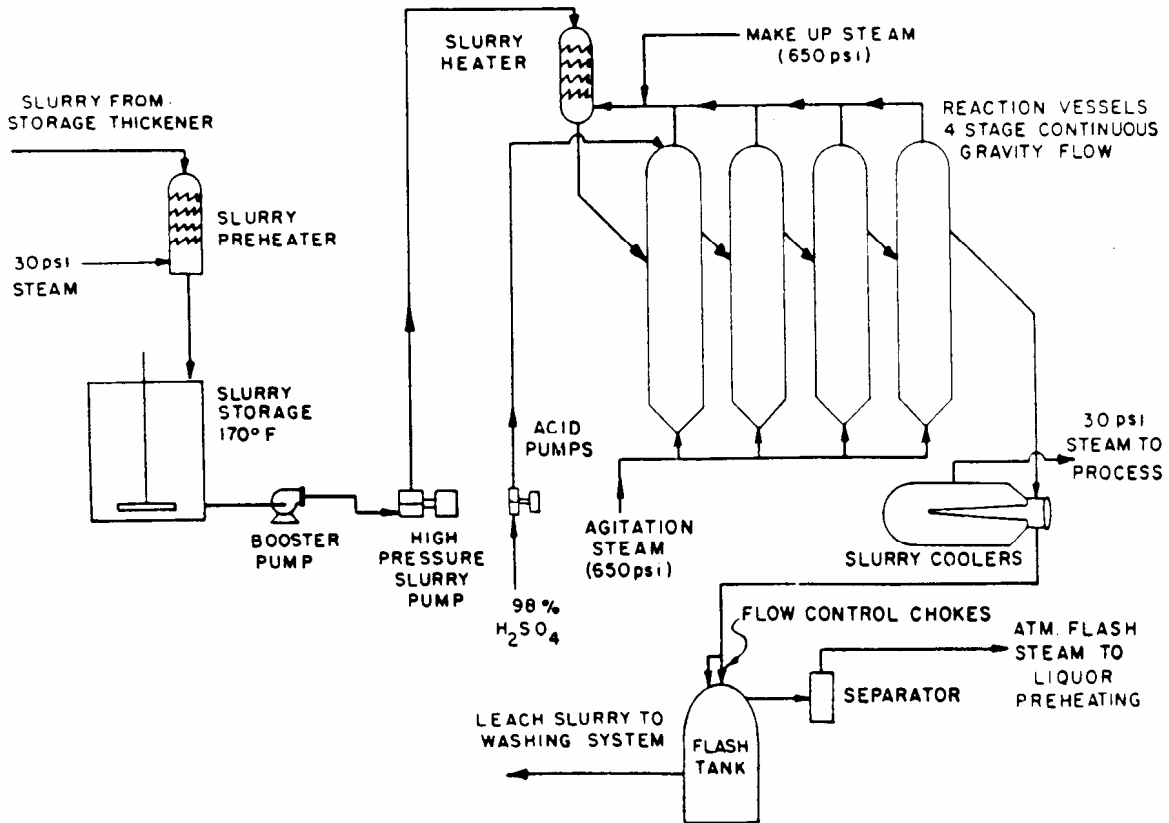 SLURRY FROM
STORAGE THICKENER
SLURRY
PREHEATER
30 psi
STEAM
SLURRY
STORAGE
170° F
BOOSTER
PUMP
HIGH
PRESSURE
SLURRY
PUMP
SLURRY
HEATER
MAKE UP STEAM
(650 psi)
REACTION VESSELS
4 STAGE CONTINUOUS
GRAVITY FLOW
ACID
PUMPS
98 %
H₂SO₄
AGITATION
STEAM
(650psi)
30 psi
STEAM TO
PROCESS
SLURRY COOLERS
FLOW CONTROL CHOKES
ATM. FLASH
STEAM TO
LIQUOR
PREHEATING
SEPARATOR
FLASH
TANK
LEACH SLURRY TO
WASHING SYSTEM